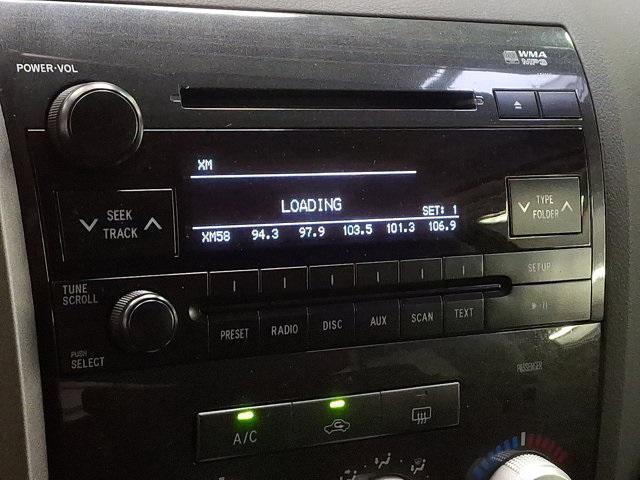 WMA
MP3
POWER·VOL
XM
LOADING
SET: 1
XM58 94.3 97.9 103.5 101.3 106.9
SEEK
TRACK
TYPE
FOLDER
TUNE
SCROLL
SETUP
PRESET RADIO DISC AUX SCAN TEXT
PUSH
SELECT
PASSENGER
A/C